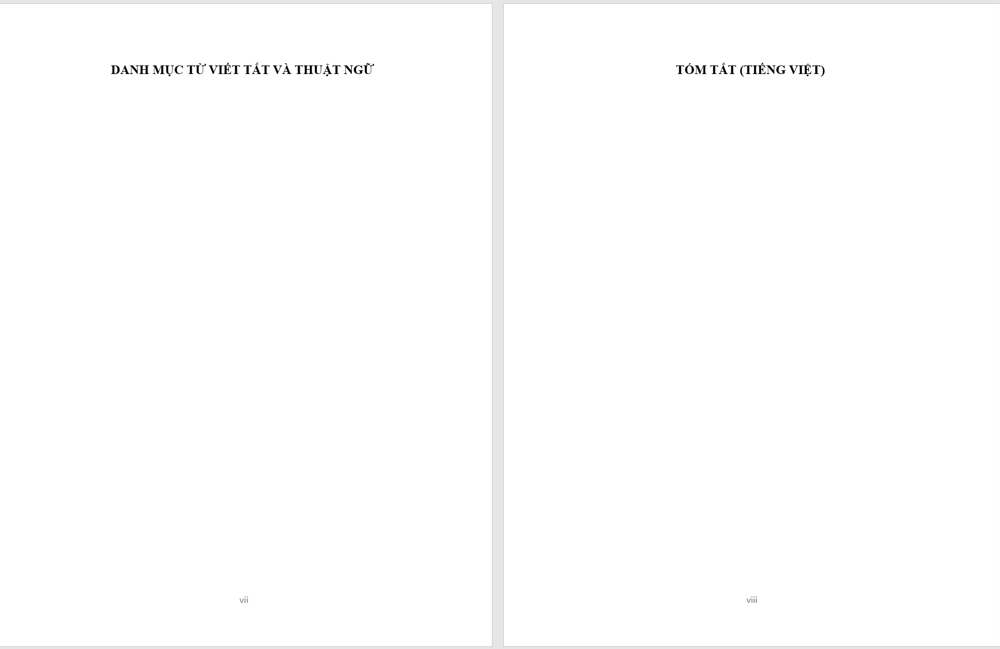 DANH MỤC TỪ VIẾT TẮT VÀ THUẬT NGỮ
vii
TÓM TẮT (TIẾNG VIỆT)
viii